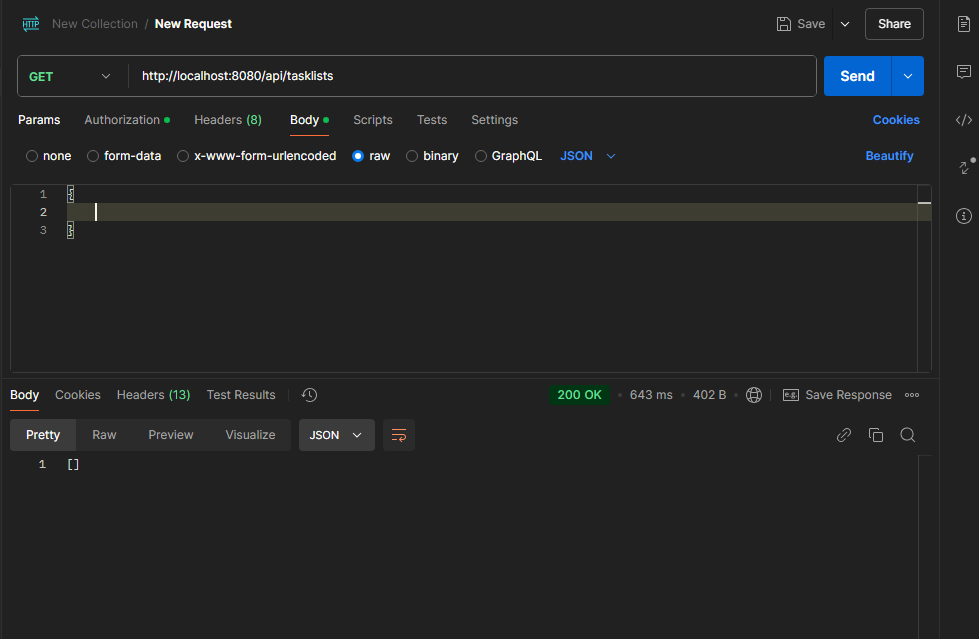 HTTP New Collection / New Request Save Share
GET http://localhost:8080/api/tasklists Send
Params Authorization Headers (8) Body Scripts Tests Settings Cookies
none form-data x-www-form-urlencoded raw binary GraphQL JSON Beautify
1 {
2
3 }
Body Cookies Headers (13) Test Results 200 OK • 643 ms • 402 B • e.g. Save Response
Pretty Raw Preview Visualize JSON
1 []